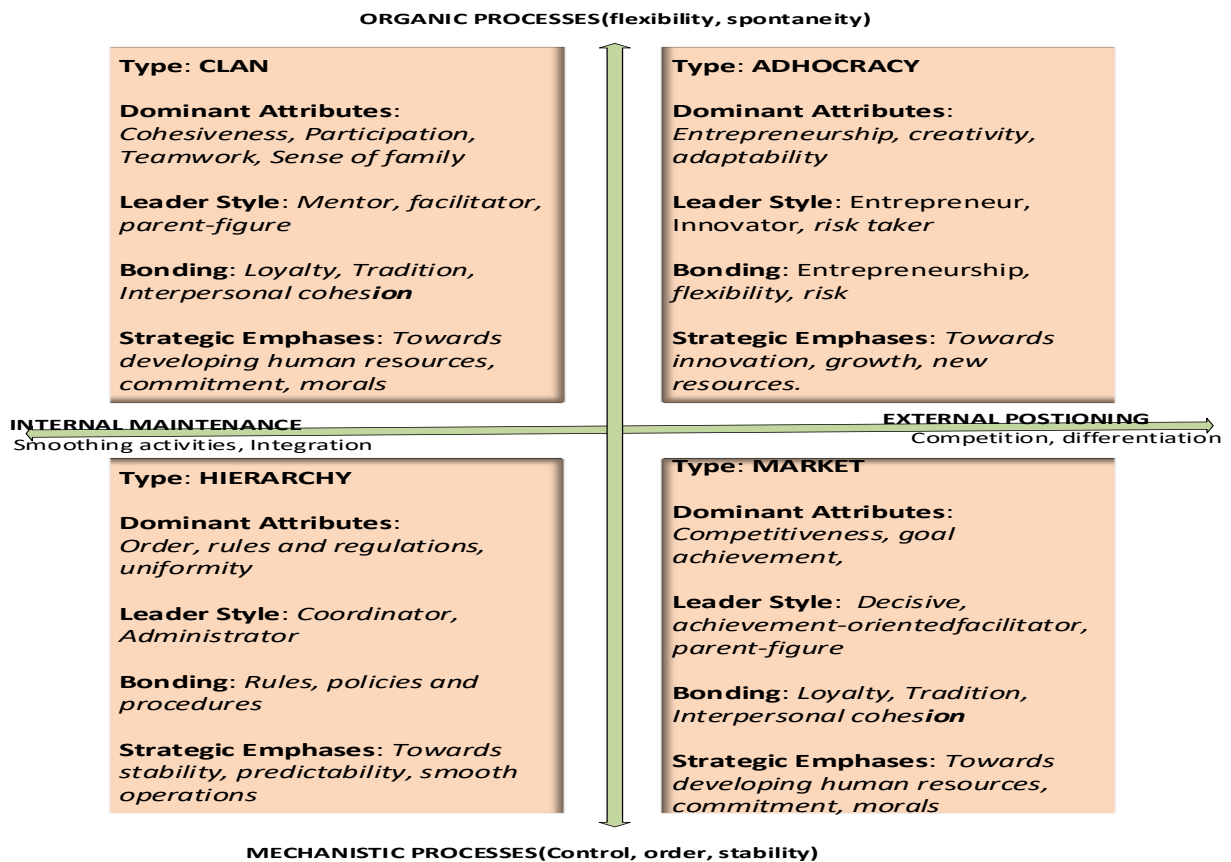 ORGANIC PROCESSES(flexibility, spontaneity)
Type: CLAN
Dominant Attributes:
Cohesiveness, Participation,
Teamwork, Sense of family
Leader Style: Mentor, facilitator,
parent-figure
Bonding: Loyalty, Tradition,
Interpersonal cohesion
Strategic Emphases: Towards
developing human resources,
commitment, morals
Type: ADHOCRACY
Dominant Attributes:
Entrepreneurship, creativity,
adaptability
Leader Style: Entrepreneur,
Innovator, risk taker
Bonding: Entrepreneurship,
flexibility, risk
Strategic Emphases: Towards
innovation, growth, new
resources.
INTERNAL MAINTENANCE
Smoothing activities, Integration
EXTERNAL POSTIONING
Competition, differentiation
Type: HIERARCHY
Dominant Attributes:
Order, rules and regulations,
uniformity
Leader Style: Coordinator,
Administrator
Bonding: Rules, policies and
procedures
Strategic Emphases: Towards
stability, predictability, smooth
operations
Type: MARKET
Dominant Attributes:
Competitiveness, goal
achievement,
Leader Style: Decisive,
achievement-orientedfacilitator,
parent-figure
Bonding: Loyalty, Tradition,
Interpersonal cohesion
Strategic Emphases: Towards
developing human resources,
commitment, morals
MECHANISTIC PROCESSES(Control, order, stability)